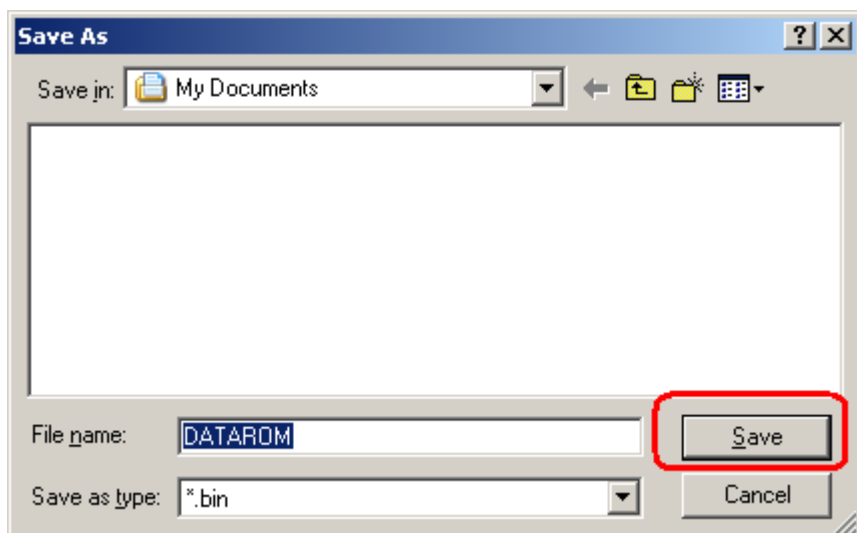 Save As
Save in: My Documents
File name: DATAROM Save
Save as type: *.bin Cancel